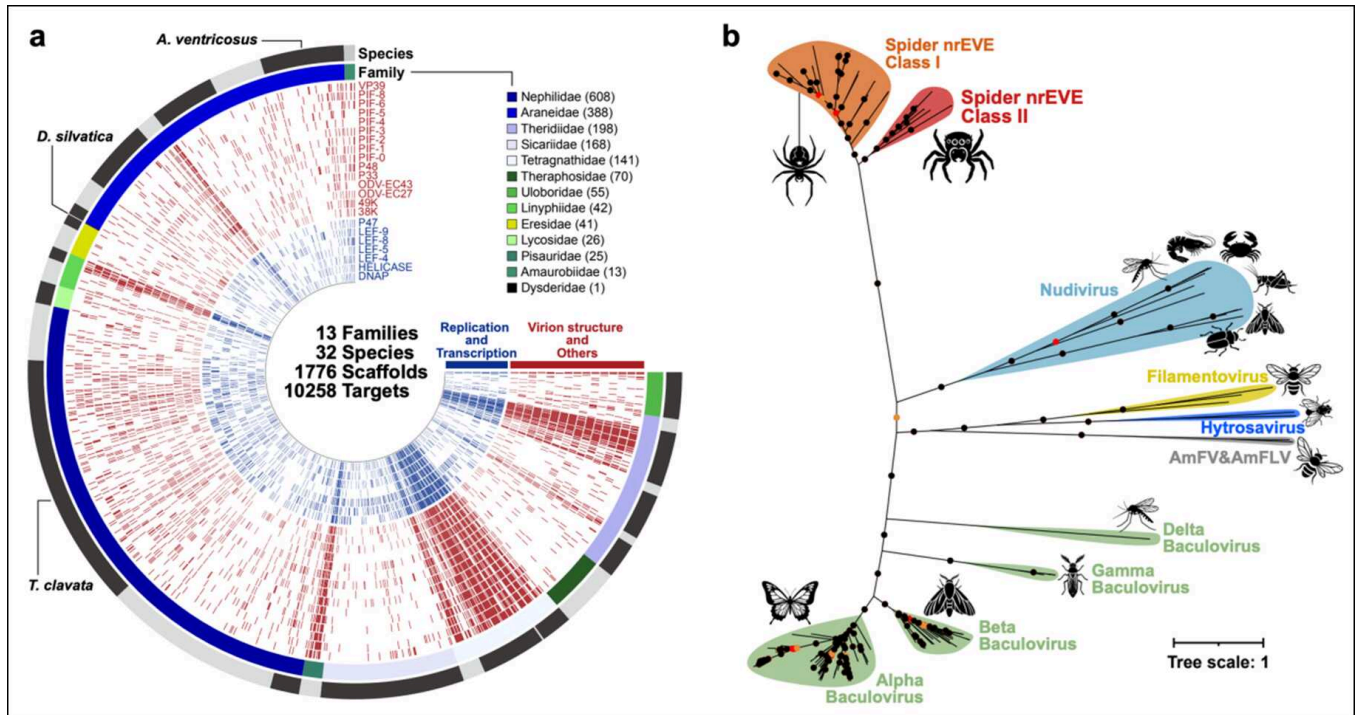 a
A. ventricosus
Species
Family
D. silvatica
VP39
PIF-8
PIF-6
PIF-5
PIF-4
PIF-3
PIF-2
PIF-1
PIF-0
P48
P33
ODV-EC43
ODV-EC27
49K
38K
P47
LEF-9
LEF-8
LEF-5
LEF-4
HELICASE
DNAP
Nephilidae (608)
Araneidae (388)
Theridiidae (198)
Sicariidae (168)
Tetragnathidae (141)
Theraphosidae (70)
Uloboridae (55)
Linyphiidae (42)
Eresidae (41)
Lycosidae (26)
Pisauridae (25)
Amaurobiidae (13)
Dysderidae (1)
13 Families
32 Species
1776 Scaffolds
10258 Targets
Replication
and
Transcription
Virion structure
and
Others
T. clavata
b
Spider nrEVE
Class I
Spider nrEVE
Class II
Nudivirus
Filamentovirus
Hytrosavirus
AmFV&AmFLV
Delta
Baculovirus
Gamma
Baculovirus
Beta
Baculovirus
Alpha
Baculovirus
Tree scale: 1